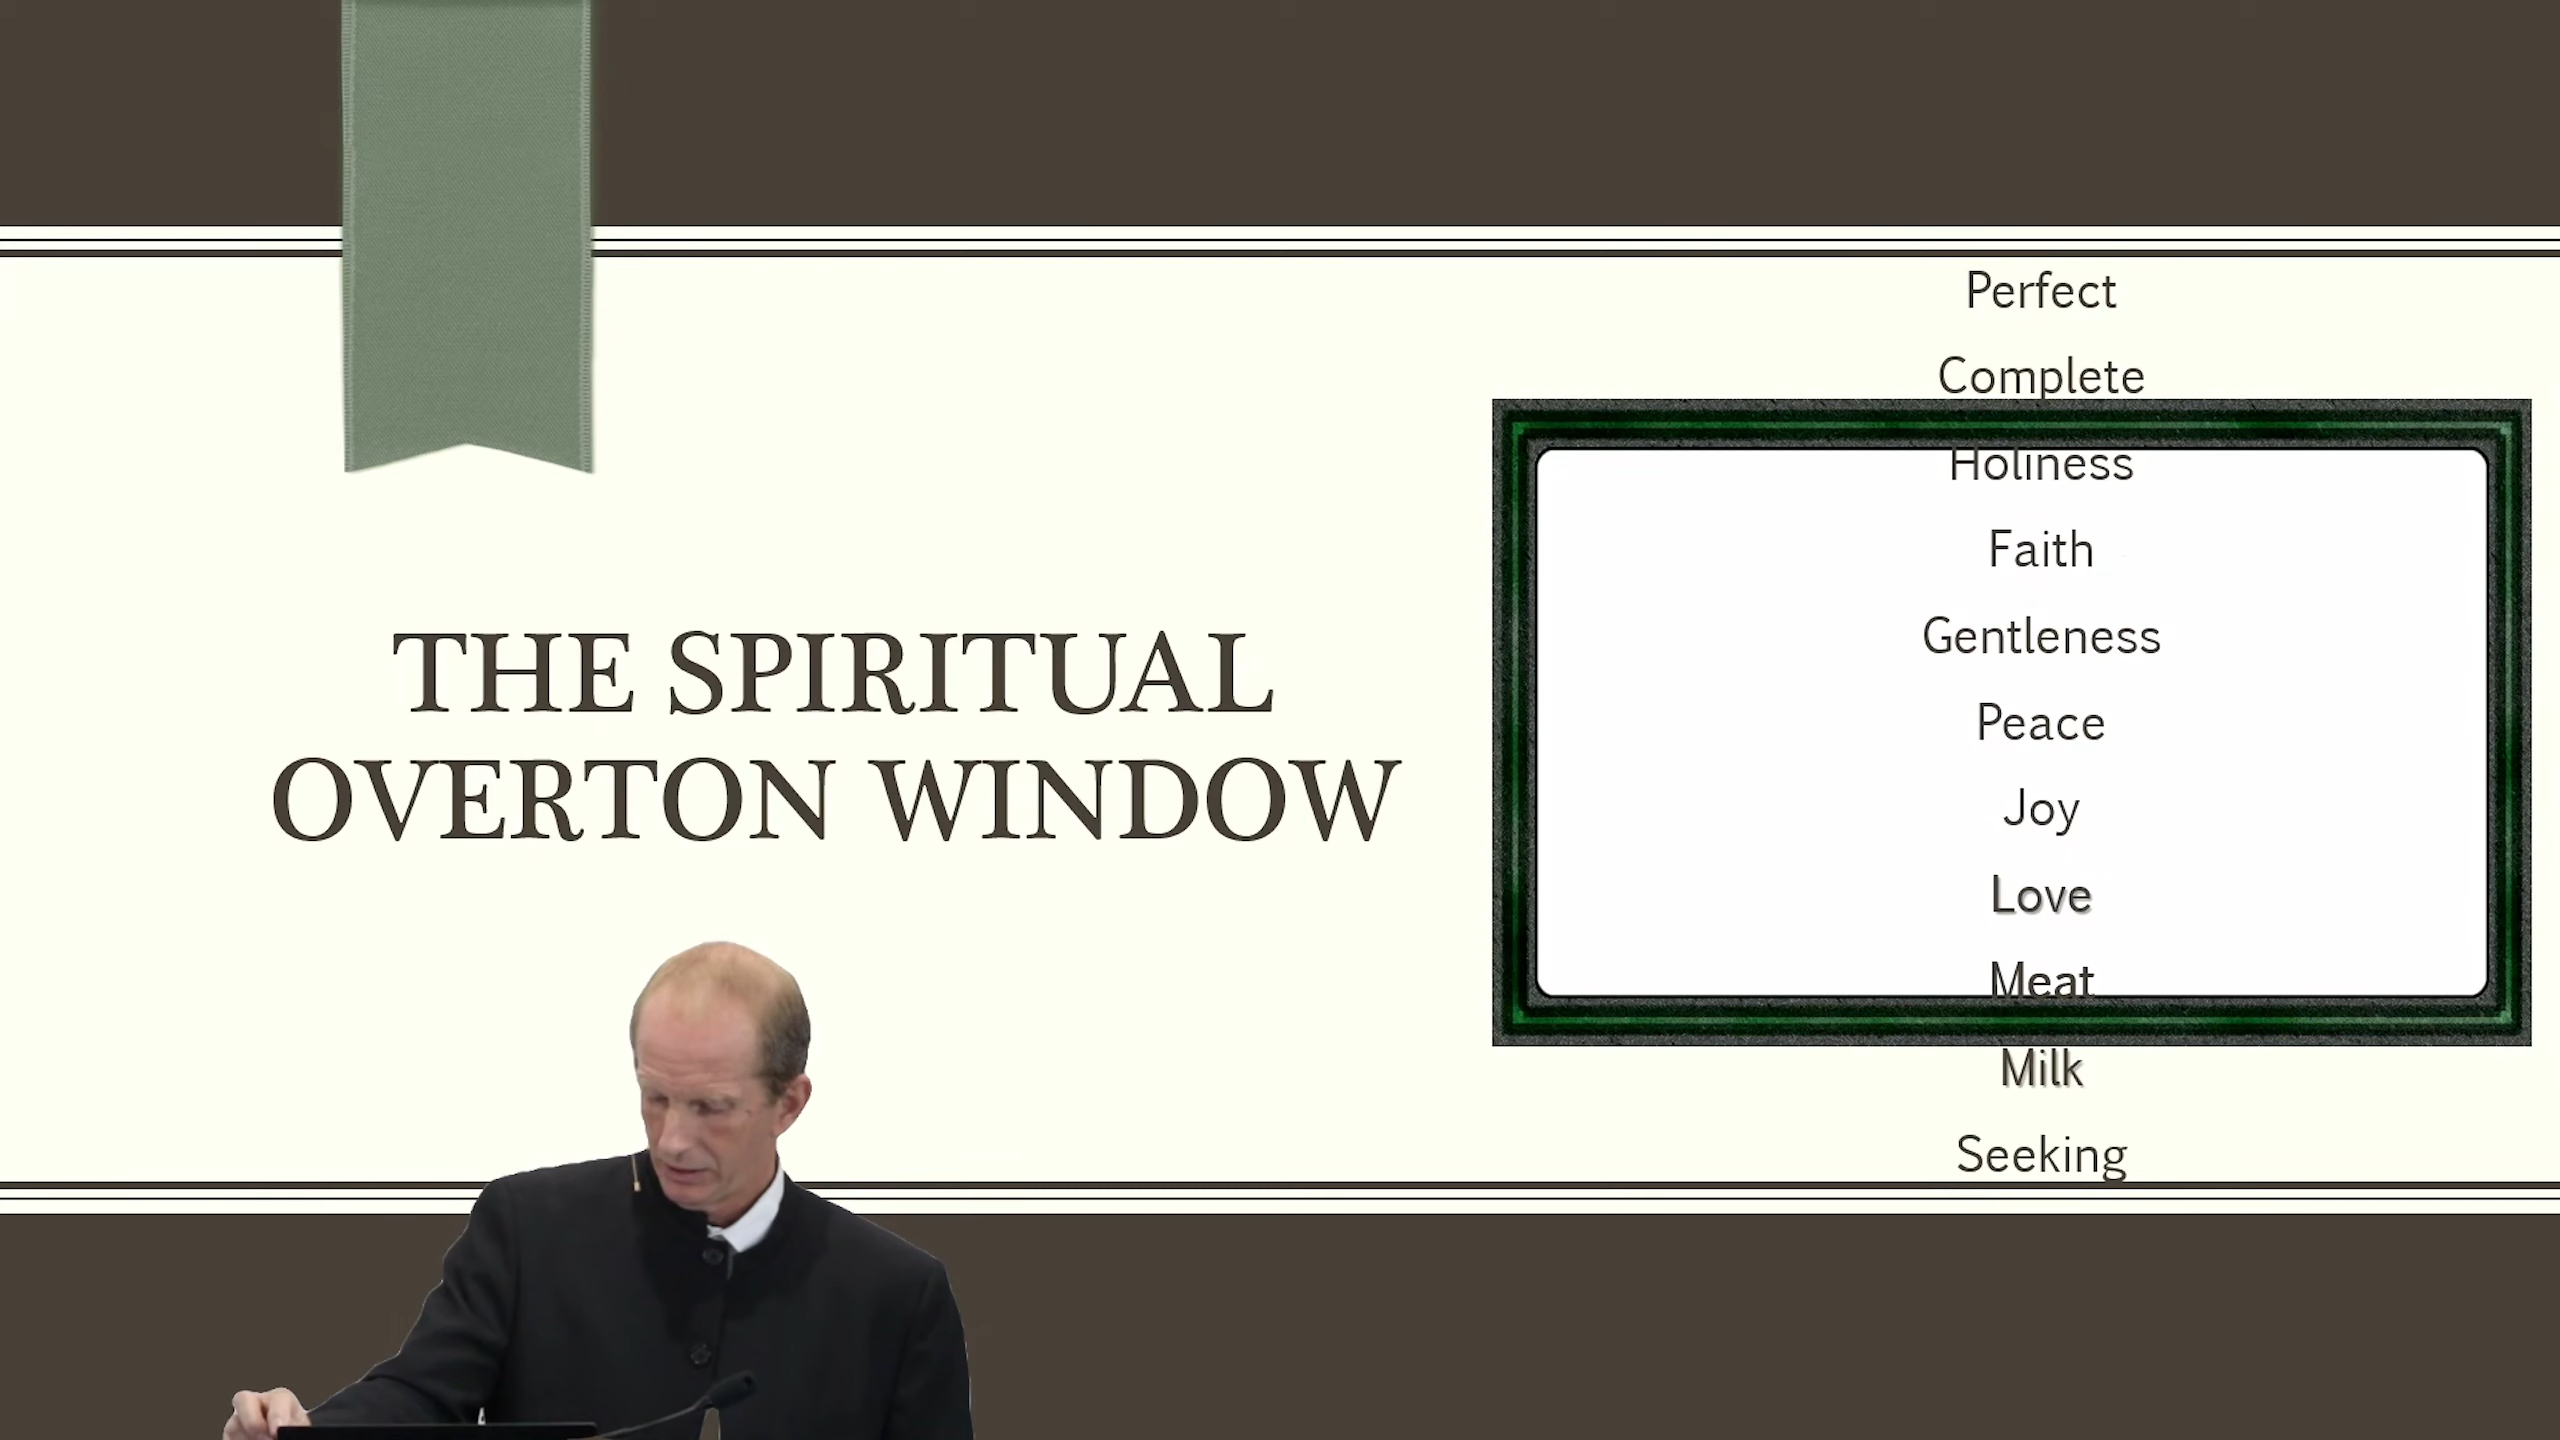 THE SPIRITUAL
OVERTON WINDOW
Perfect
Complete
Holiness
Faith
Gentleness
Peace
Joy
Love
Meat
Milk
Seeking